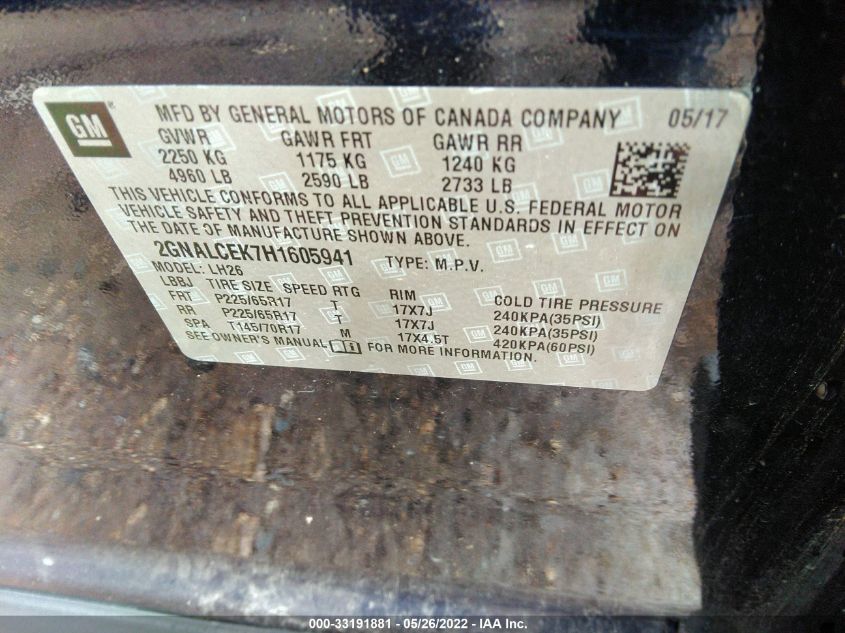 GM ®
MFD BY GENERAL MOTORS OF CANADA COMPANY 05/17
GVWR GAWR FRT GAWR RR
2250 KG 1175 KG 1240 KG
4960 LB 2590 LB 2733 LB
THIS VEHICLE CONFORMS TO ALL APPLICABLE U.S. FEDERAL MOTOR
VEHICLE SAFETY AND THEFT PREVENTION STANDARDS IN EFFECT ON
THE DATE OF MANUFACTURE SHOWN ABOVE.
2GNALCEK7H1605941 TYPE: M.P.V.
MODEL: LH26
LBBJ TIRE SIZE SPEED RTG RIM COLD TIRE PRESSURE
FRT P225/65R17 T 17X7J 240KPA(35PSI)
RR P225/65R17 T 17X7J 240KPA(35PSI)
SPA T145/70R17 M 17X4.5T 420KPA(60PSI)
SEE OWNER'S MANUAL FOR MORE INFORMATION.
000-33191881 - 05/26/2022 - IAA Inc.